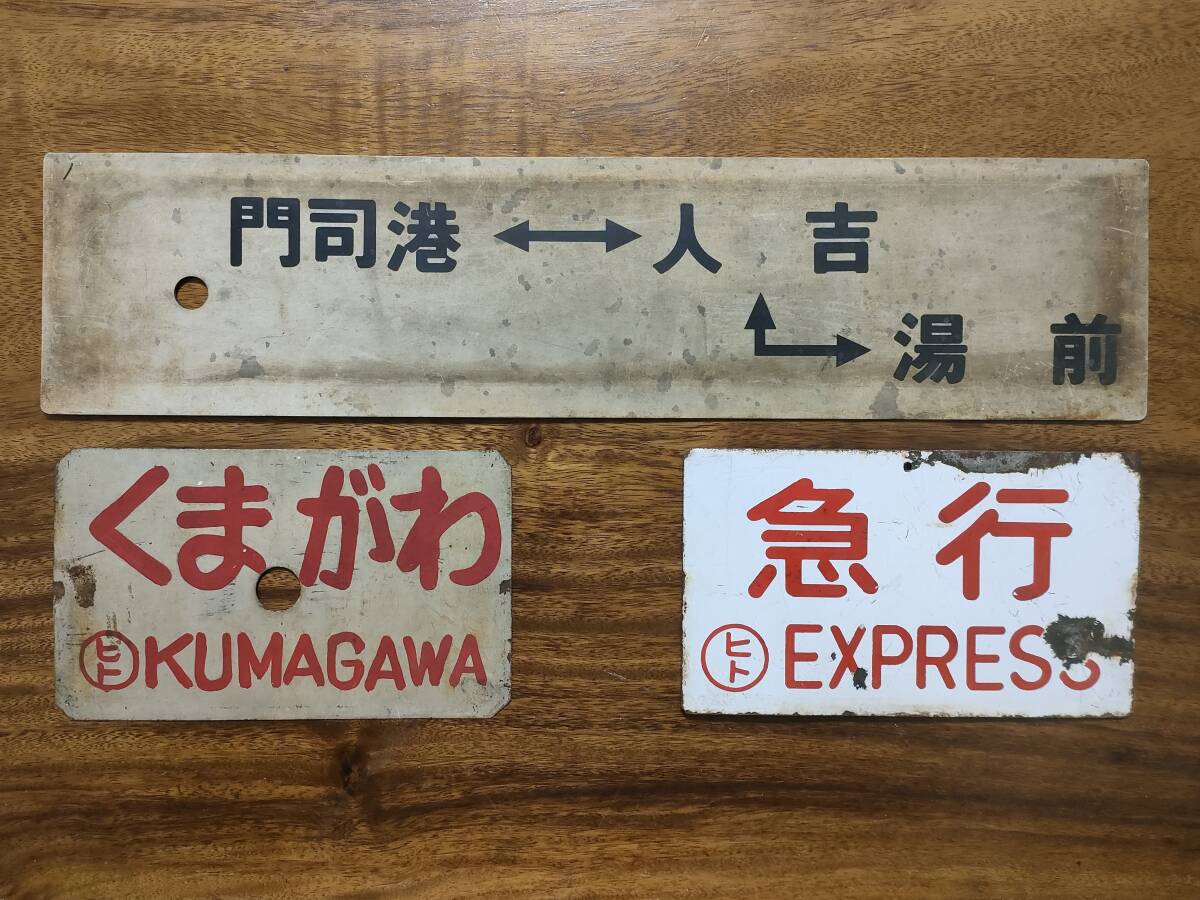 門司港 ↔ 人吉
湯前
くまがわ
ヒト KUMAGAWA
急行
ヒト EXPRESS